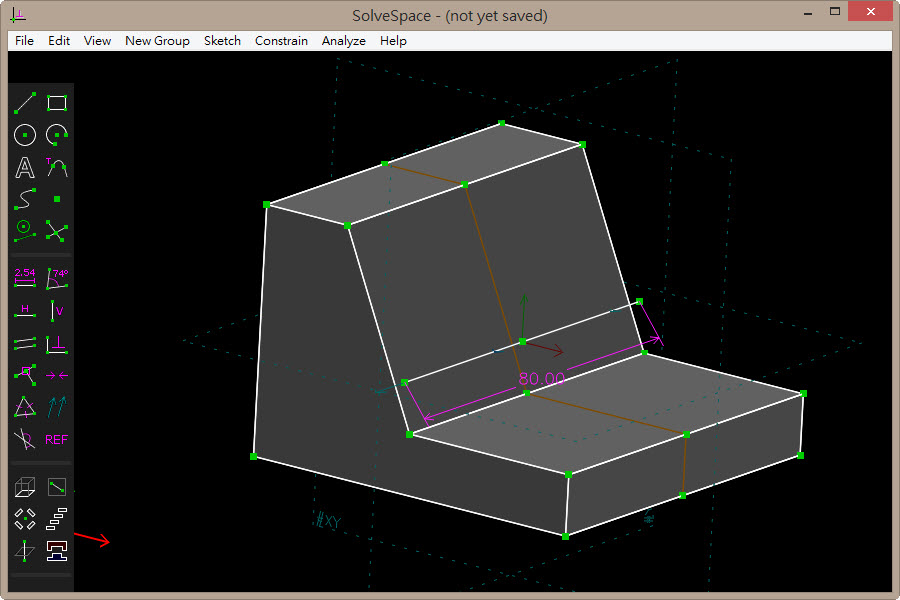 SolveSpace - (not yet saved)
File Edit View New Group Sketch Constrain Analyze Help
A T
2.54 74°
H V
REF
80.00
#XY